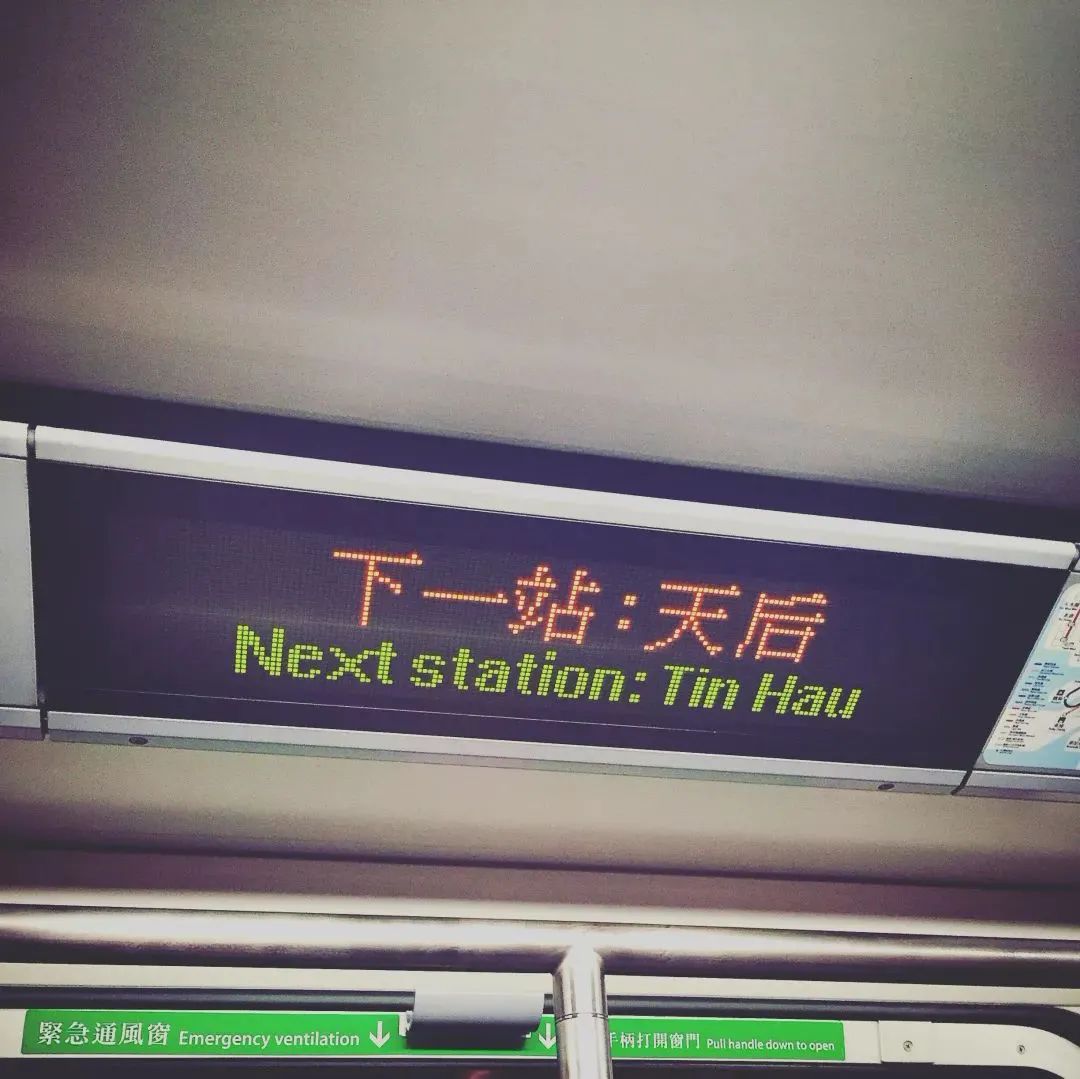 下一站：天后
Next station: Tin Hau
緊急通風窗 Emergency ventilation
手柄打開窗門 Pull handle down to open